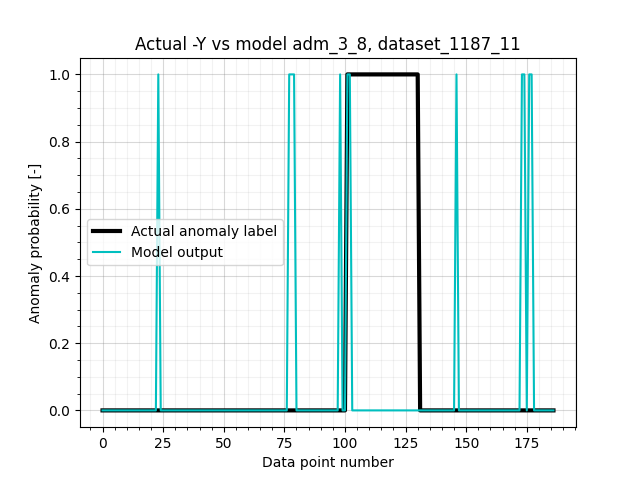 Actual -Y vs model adm_3_8, dataset_1187_11
1.0
0.8
0.6
0.4
0.2
0.0
Anomaly probability [-]
Actual anomaly label
Model output
0 25 50 75 100 125 150 175
Data point number